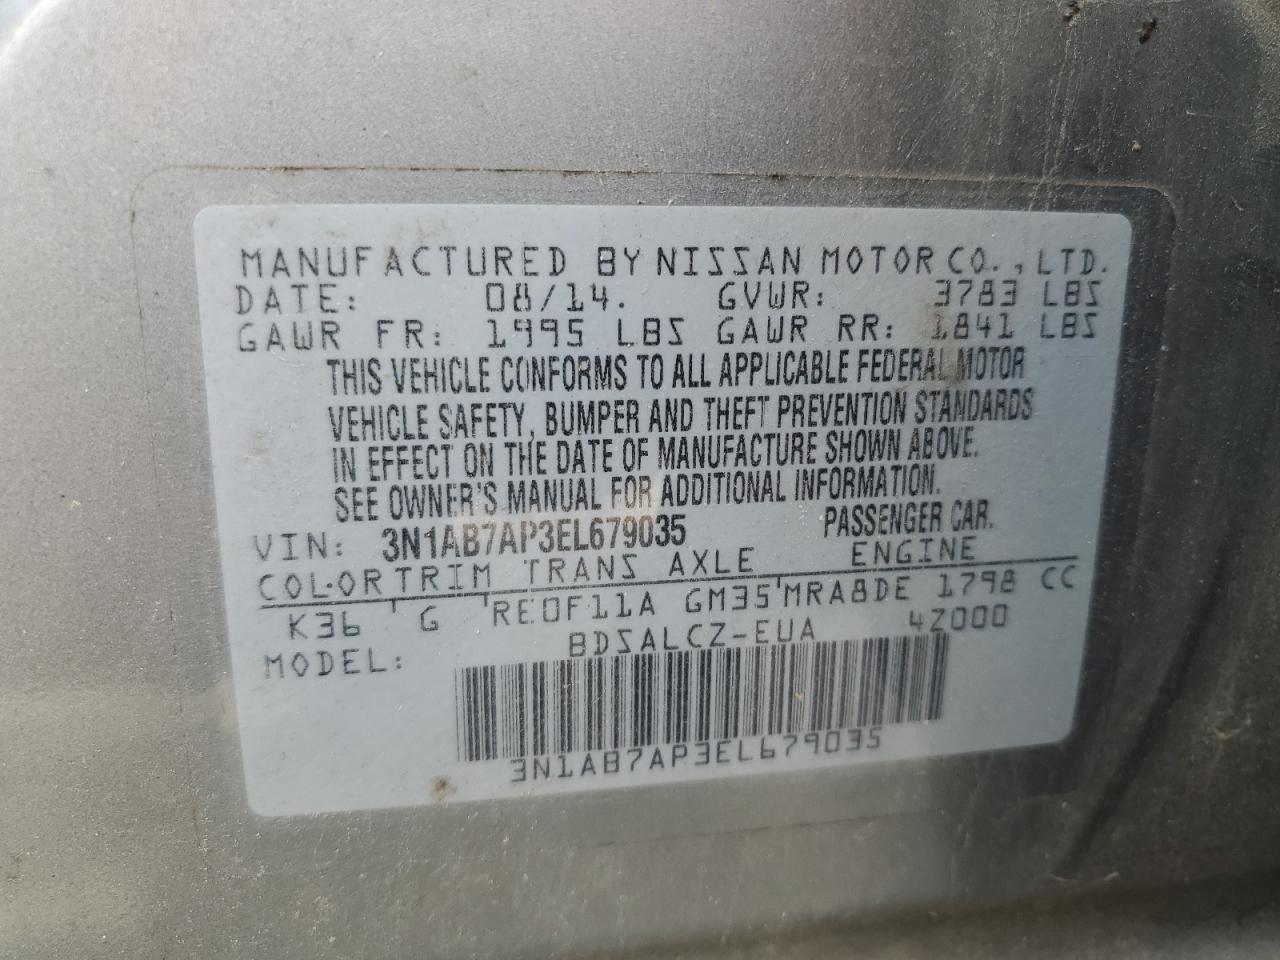 MANUFACTURED BY NISSAN MOTOR CO., LTD.
DATE: 08/14. GVWR: 3783 LBS
GAWR FR: 1995 LBS GAWR RR: 1841 LBS
THIS VEHICLE CONFORMS TO ALL APPLICABLE FEDERAL MOTOR
VEHICLE SAFETY, BUMPER AND THEFT PREVENTION STANDARDS
IN EFFECT ON THE DATE OF MANUFACTURE SHOWN ABOVE.
SEE OWNER'S MANUAL FOR ADDITIONAL INFORMATION.
VIN: 3N1AB7AP3EL679035 PASSENGER CAR.
COLOR TRIM TRANS AXLE ENGINE
K36 G RE0F11A GM35 MRA8DE 1798 CC
MODEL: BDSALCZ-EUA 4Z000
3N1AB7AP3EL679035